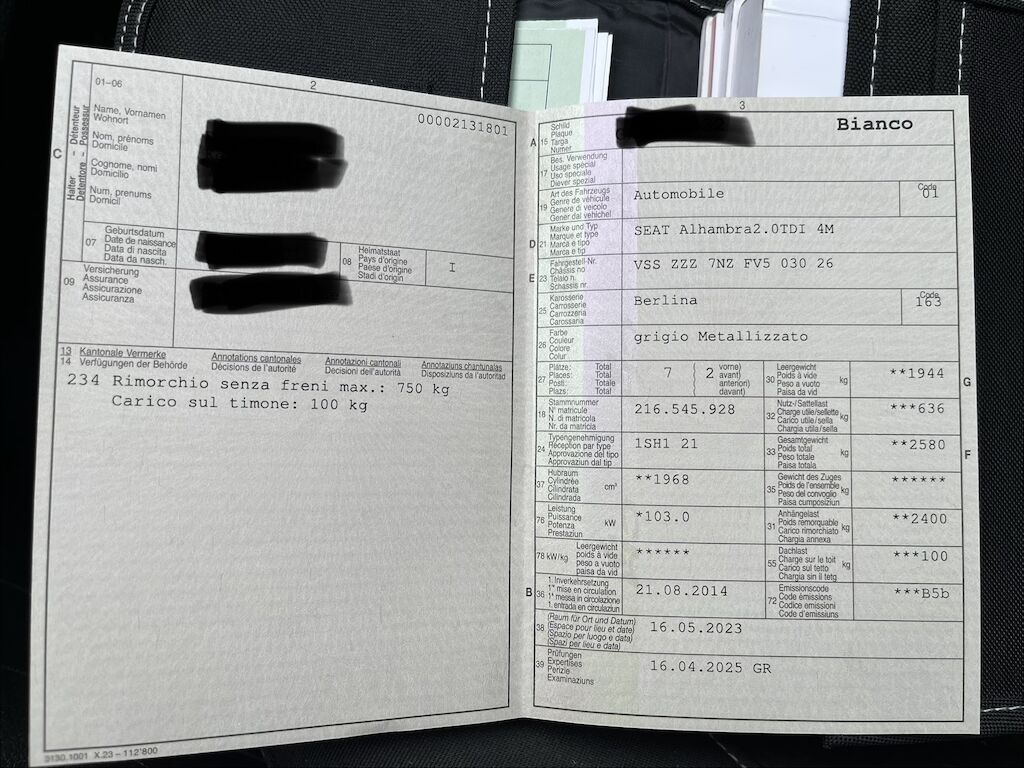 01–06
2
00002131801
C
Halter – Détenteur
Detentore – Possessur
Name, Vornamen
Wohnort
Nom, prénoms
Domicile
Cognome, nomi
Domicilio
Num, prenums
Domicil
07
Geburtsdatum
Date de naissance
Data di nascita
Data da nasch.
08
Heimatstaat
Pays d'origine
Paese d'origine
Stadi d'origin
I
09
Versicherung
Assurance
Assicurazione
Assicuranza
13 Kantonale Vermerke Annotations cantonales Annotazioni cantonali Annotaziuns chantunalas
14 Verfügungen der Behörde Décisions de l'autorité Decisioni dell'autorità Disposiziuns da l'autoritad
234 Rimorchio senza freni max.: 750 kg
Carico sul timone: 100 kg
3130.1001 X.23 – 112'800
3
A 15
Schild
Plaque
Targa
Numer
Bianco
17
Bes. Verwendung
Usage spécial
Uso speciale
Diever spezial
19
Art des Fahrzeugs
Genre de véhicule
Genere di veicolo
Gener dal vehichel
Automobile
Code
01
D 21
Marke und Typ
Marque et type
Marca e tipo
Marca e tip
SEAT Alhambra2.0TDI 4M
E 23
Fahrgestell-Nr.
Châssis no
Telaio n.
Schassis nr.
VSS ZZZ 7NZ FV5 030 26
25
Karosserie
Carrosserie
Carrozzeria
Carossaria
Berlina
Code
163
26
Farbe
Couleur
Colore
Colur
grigio Metallizzato
27
Plätze: Total
Places: Total
Posti: Totale
Plazs: Total
7
2
vorne)
avant)
anteriori)
davant)
30
Leergewicht
Poids à vide
Peso a vuoto
Paisa da vid
kg
**1944
G
18
Stammnummer
N° matricule
N. di matricola
Nr. da matricla
216.545.928
32
Nutz-/Sattellast
Charge utile/sellette
Carico utile/sella
Chargia utila/sella
kg
***636
24
Typengenehmigung
Réception par type
Approvazione del tipo
Approvaziun dal tip
1SH1 21
33
Gesamtgewicht
Poids total
Peso totale
Paisa totala
kg
**2580
F
37
Hubraum
Cylindrée
Cilindrata
Cilindrada
cm³
**1968
35
Gewicht des Zuges
Poids de l'ensemble
Peso del convoglio
Paisa cumposiziun
kg
******
76
Leistung
Puissance
Potenza
Prestaziun
kW
*103.0
31
Anhängelast
Poids remorquable
Carico rimorchiato
Chargia annexa
kg
**2400
78 kW/kg
Leergewicht
poids à vide
peso a vuoto
paisa da vid
******
55
Dachlast
Charge sur le toit
Carico sul tetto
Chargia sin il tetg
kg
***100
B 36
1. Inverkehrsetzung
1re mise en circulation
1a messa in circolazione
1. entrada en circulaziun
21.08.2014
72
Emissionscode
Code émissions
Codice emissioni
Code d'emissiuns
***B5b
38
(Raum für Ort und Datum)
(Espace pour lieu et date)
(Spazio per luogo e data)
(Spazi per lieu e data)
16.05.2023
39
Prüfungen
Expertises
Perizie
Examinaziuns
16.04.2025 GR